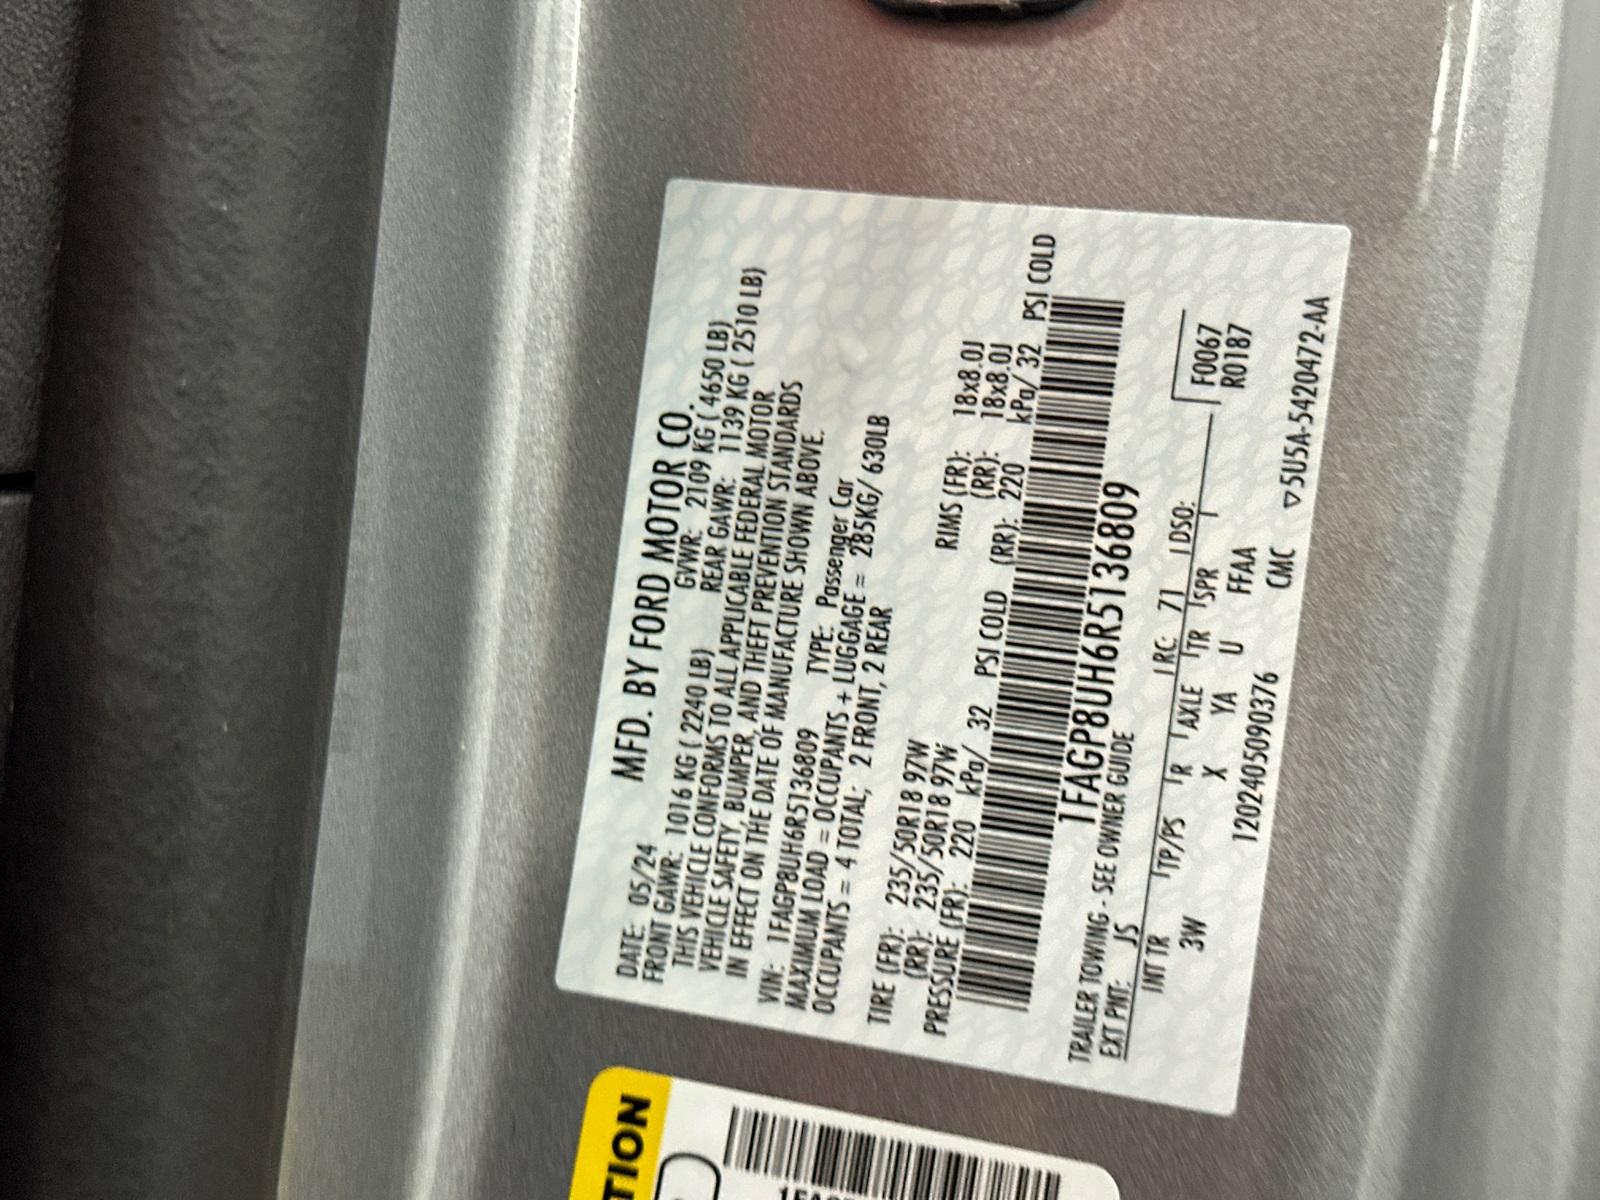 MFD. BY FORD MOTOR CO.
DATE: 05/24 GVWR: 2109 KG ( 4650 LB)
FRONT GAWR: 1016 KG ( 2240 LB) REAR GAWR: 1139 KG ( 2510 LB)
THIS VEHICLE CONFORMS TO ALL APPLICABLE FEDERAL MOTOR
VEHICLE SAFETY, BUMPER, AND THEFT PREVENTION STANDARDS
IN EFFECT ON THE DATE OF MANUFACTURE SHOWN ABOVE.
VIN: 1FAGP8UH6R5136809 TYPE: Passenger Car
MAXIMUM LOAD = OCCUPANTS + LUGGAGE = 285KG/ 630LB
OCCUPANTS = 4 TOTAL; 2 FRONT, 2 REAR
TIRE (FR): 235/50R18 97W RIMS (FR): 18x8.0J
(RR): 235/50R18 97W (RR): 18x8.0J
PRESSURE (FR): 220 kPa/ 32 PSI COLD (RR): 220 kPa/ 32 PSI COLD
1FAGP8UH6R5136809
TRAILER TOWING - SEE OWNER GUIDE
EXT PNT: JS RC: 71 DSO:
INT TR TP/PS R AXLE TR SPR F0067
3W X YA U FFAA R0187
1202405090376 CMC ▽5U5A-5420472-AA
TION